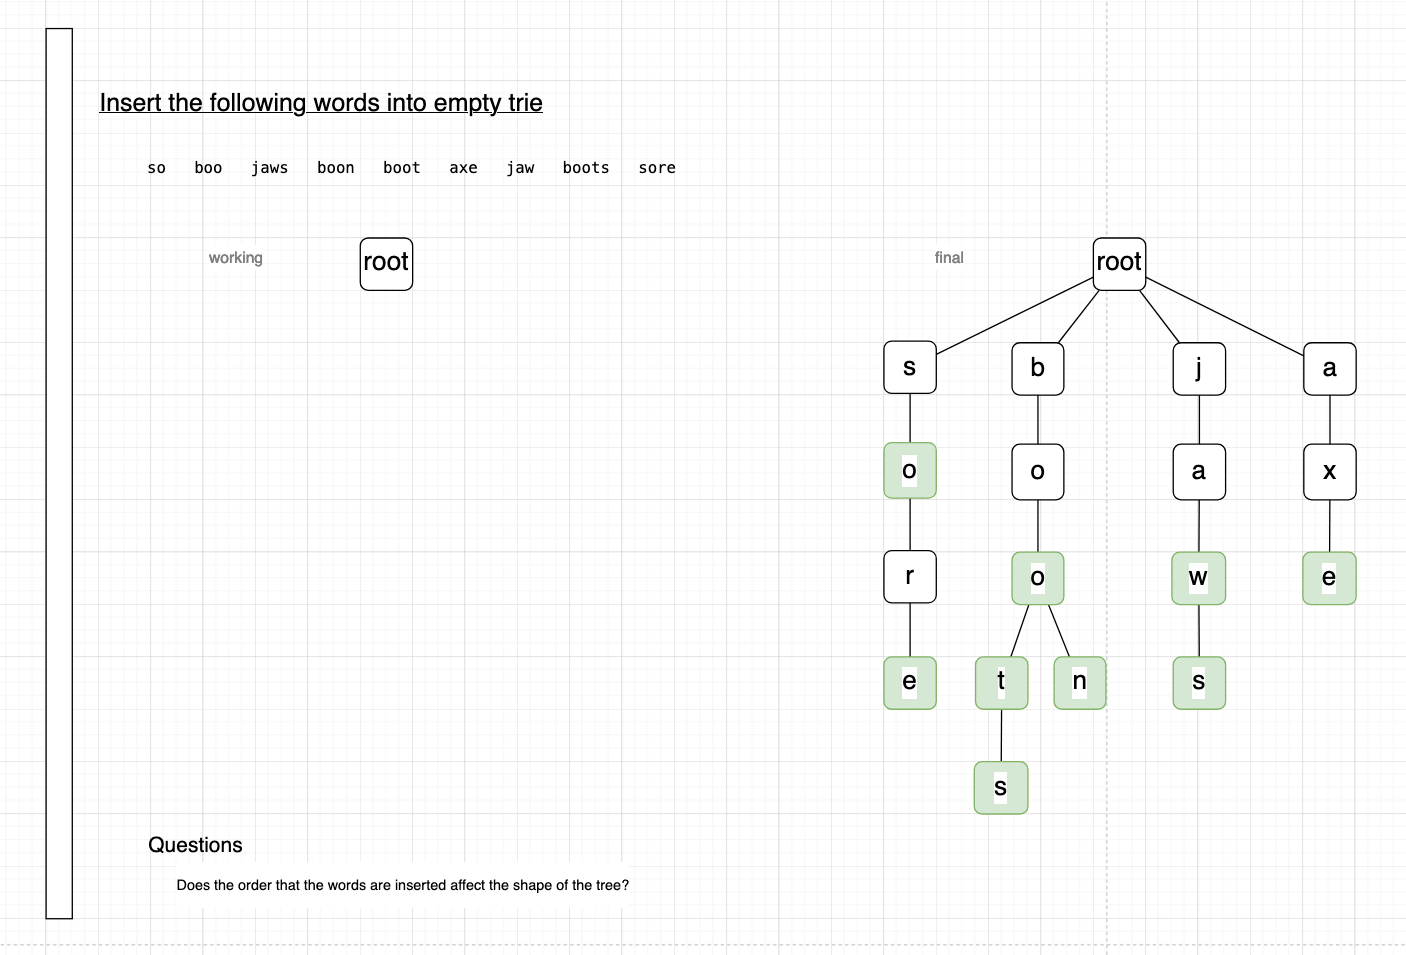 Insert the following words into empty trie
so boo jaws boon boot axe jaw boots sore
working root final root
s b j a
o o a x
r o w e
e t n s
s
Questions
Does the order that the words are inserted affect the shape of the tree?